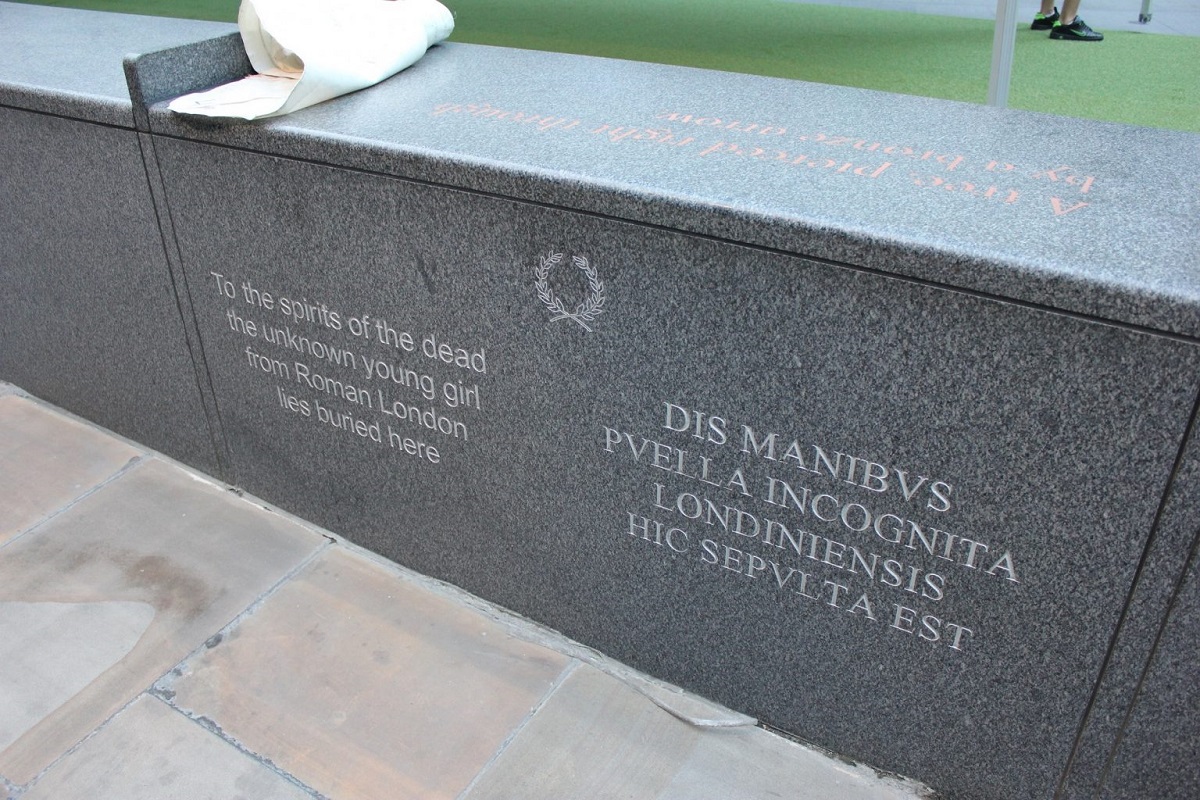 A tree pierced right through
by a bronze arrow
To the spirits of the dead
the unknown young girl
from Roman London
lies buried here
DIS MANIBVS
PVELLA INCOGNITA
LONDINIENSIS
HIC SEPVLTA EST